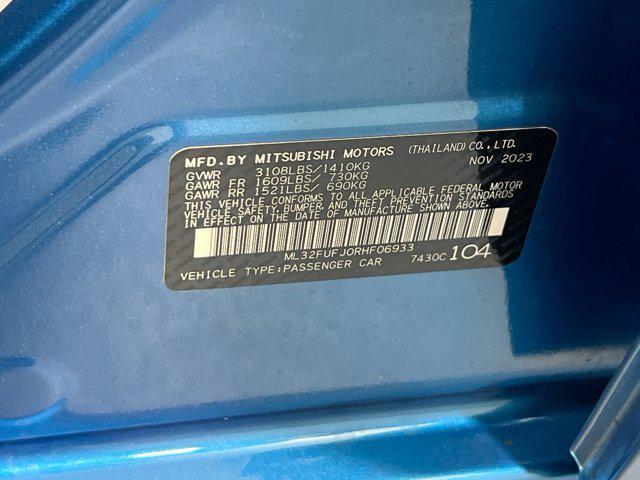 MFD.BY MITSUBISHI MOTORS (THAILAND) CO., LTD.
GVWR 3108LBS/1410KG NOV 2023
GAWR FR 1609LBS/ 730KG
GAWR RR 1521LBS/ 690KG
THIS VEHICLE CONFORMS TO ALL APPLICABLE FEDERAL MOTOR
VEHICLE SAFETY, BUMPER, AND THEFT PREVENTION STANDARDS
IN EFFECT ON THE DATE OF MANUFACTURE SHOWN ABOVE.
ML32FUFJ0RHF06933
VEHICLE TYPE:PASSENGER CAR 7430C 104